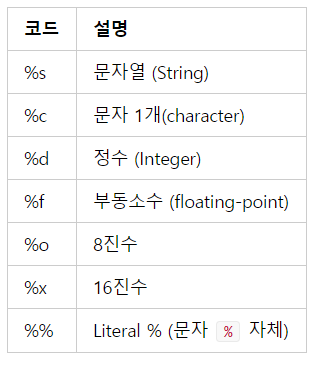 코드 설명
%s 문자열 (String)
%c 문자 1개(character)
%d 정수 (Integer)
%f 부동소수 (floating-point)
%o 8진수
%x 16진수
%% Literal % (문자 % 자체)